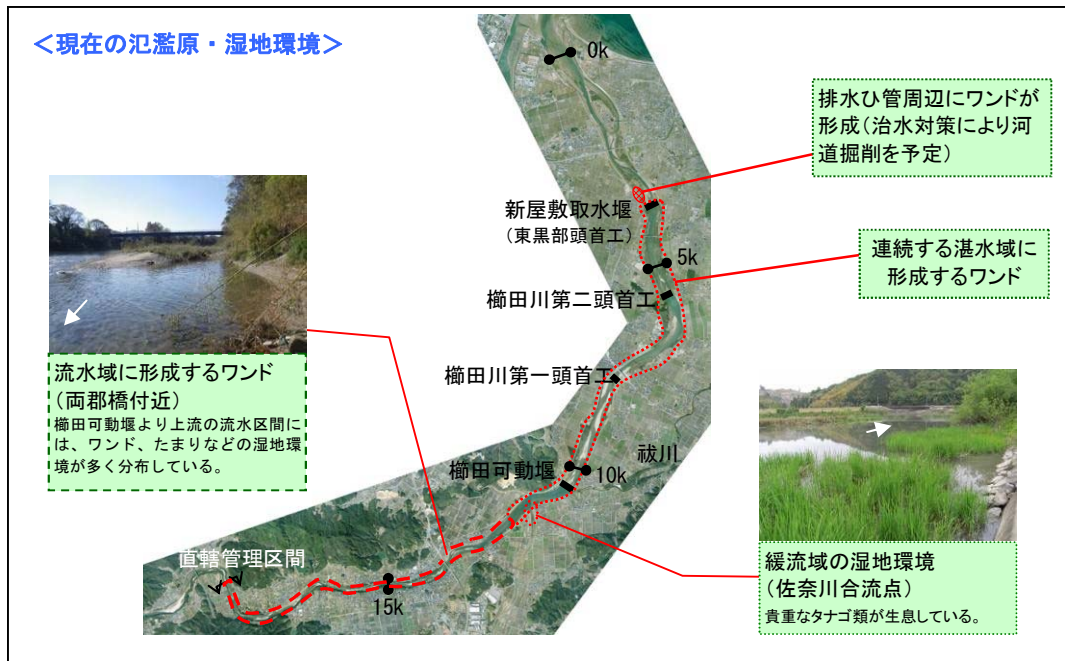 ＜現在の氾濫原・湿地環境＞
0k
排水ひ管周辺にワンドが
形成（治水対策により河
道掘削を予定）
新屋敷取水堰
（東黒部頭首工）
5k
連続する湛水域に
形成するワンド
櫛田川第二頭首工
櫛田川第一頭首工
流水域に形成するワンド
（両郡橋付近）
櫛田可動堰より上流の流水区間に
は、ワンド、たまりなどの湿地環
境が多く分布している。
祓川
櫛田可動堰
10k
直轄管理区間
15k
緩流域の湿地環境
（佐奈川合流点）
貴重なタナゴ類が生息している。